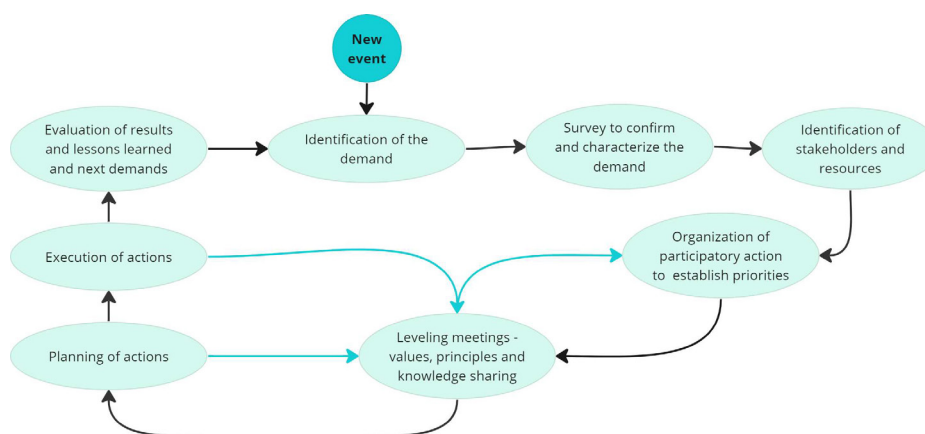 New
event
Evaluation of results
and lessons learned
and next demands
Identification of the
demand
Survey to confirm
and characterize the
demand
Identification of
stakeholders and
resources
Execution of actions
Organization of
participatory action
to establish priorities
Planning of actions
Leveling meetings -
values, principles and
knowledge sharing